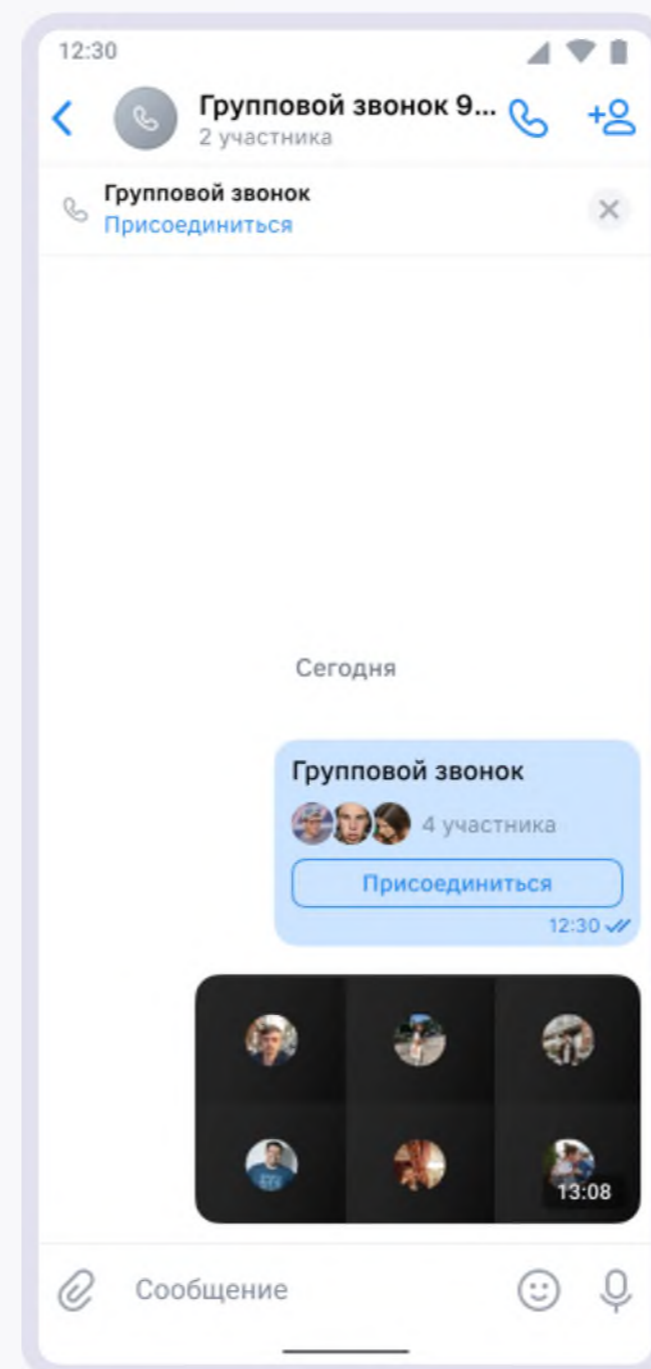 12:30
Групповой звонок 9...
2 участника
Групповой звонок
Присоединиться
Сегодня
Групповой звонок
4 участника
Присоединиться
12:30
13:08
Сообщение